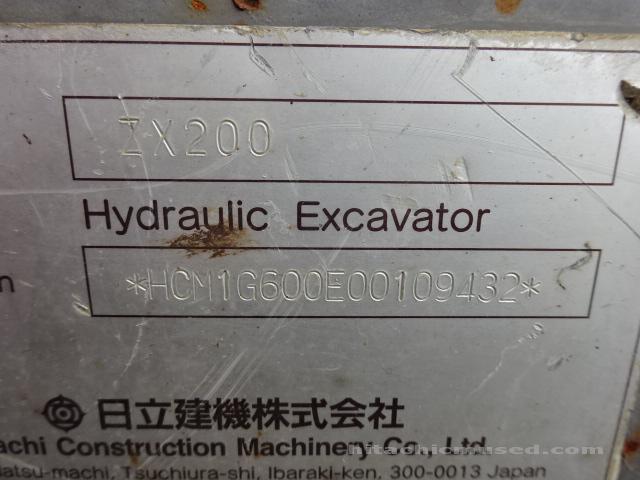 ZX200
Hydraulic Excavator
n
*HCM1G600E00109432*
日立建機株式会社
achi Construction Machinery Co., Ltd.
atsu-machi, Tsuchiura-shi, Ibaraki-ken, 300-0013 Japan
hitachicmused.com